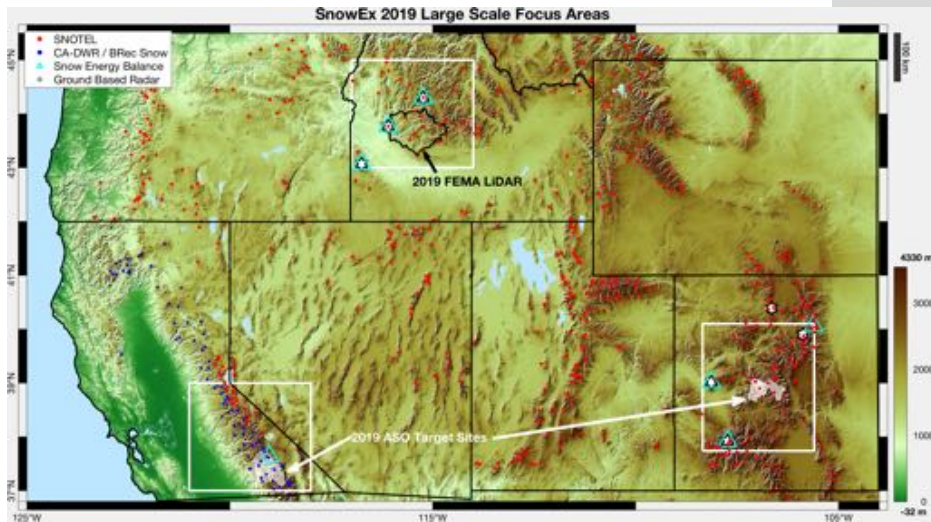 SnowEx 2019 Large Scale Focus Areas
SNOTEL
CA-DWR / BRec Snow
Snow Energy Balance
Ground Based Radar
45°N
100 km
43°N
2019 FEMA LiDAR
41°N
4330 m
3000
2000
39°N
2019 ASO Target Sites
1000
37°N
0
-32 m
125°W
115°W
105°W